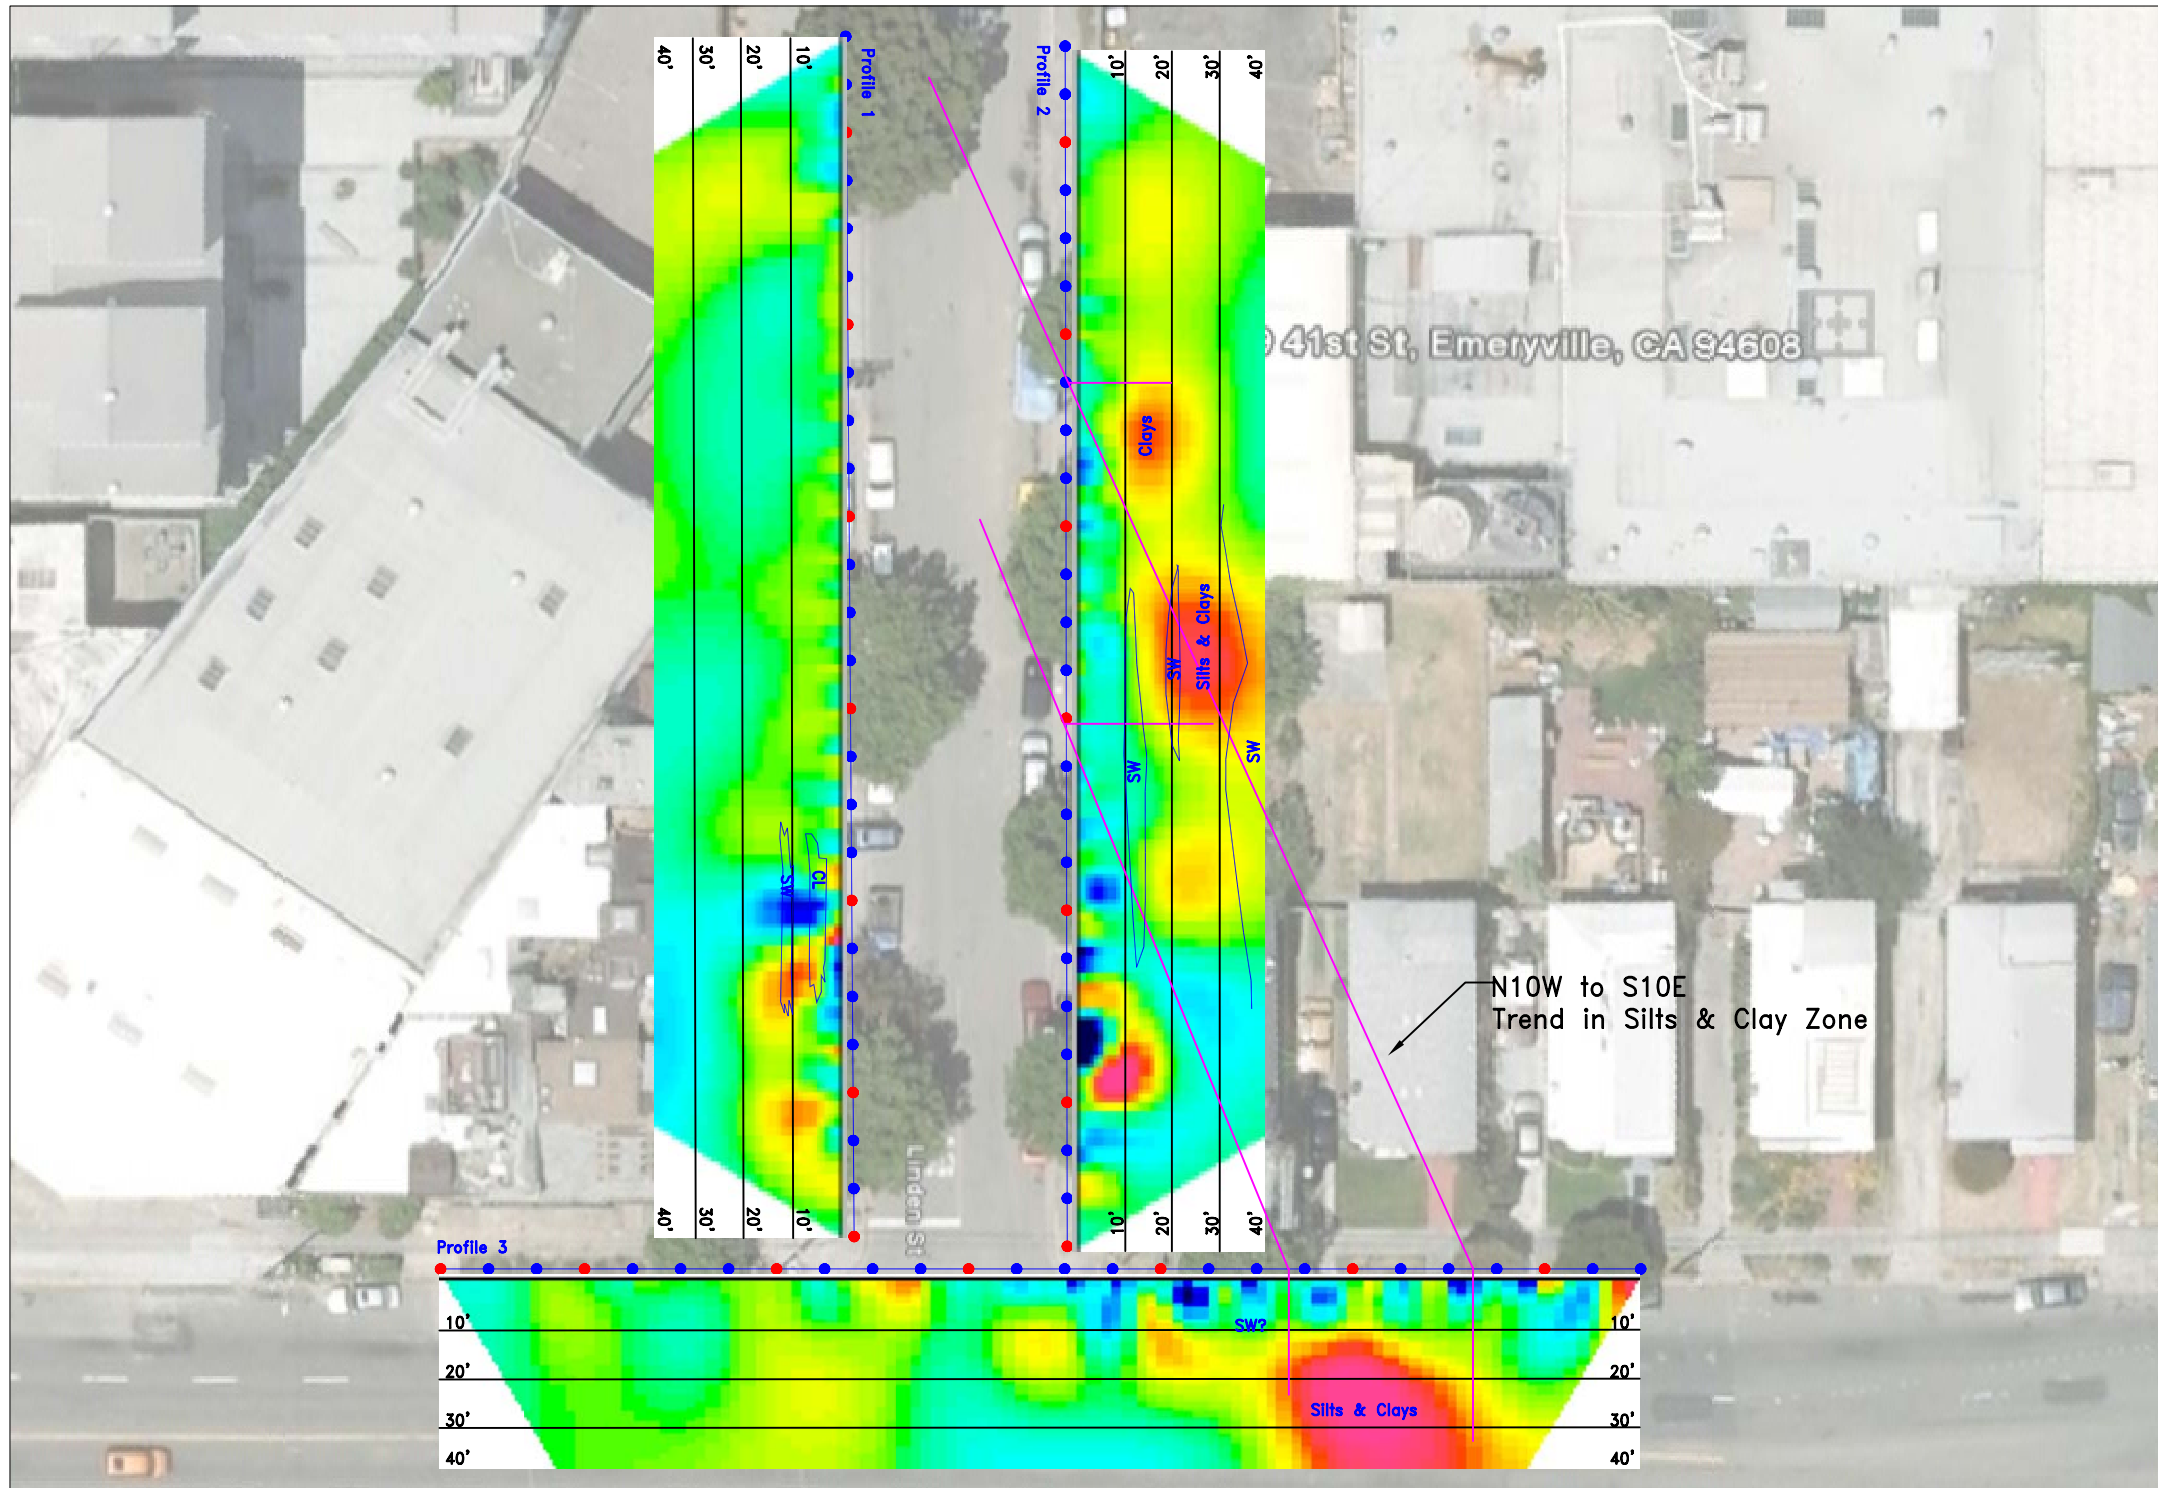 40'
30'
20'
10'
Profile 1
Profile 2
10'
20'
30'
40'
41st St, Emeryville, CA 94608
Clays
Silts & Clays
SW
SW
SW
SW
CL
N10W to S10E
Trend in Silts & Clay Zone
Linden St
40'
30'
20'
10'
10'
20'
30'
40'
Profile 3
SW?
10'
10'
20'
20'
Silts & Clays
30'
30'
40'
40'